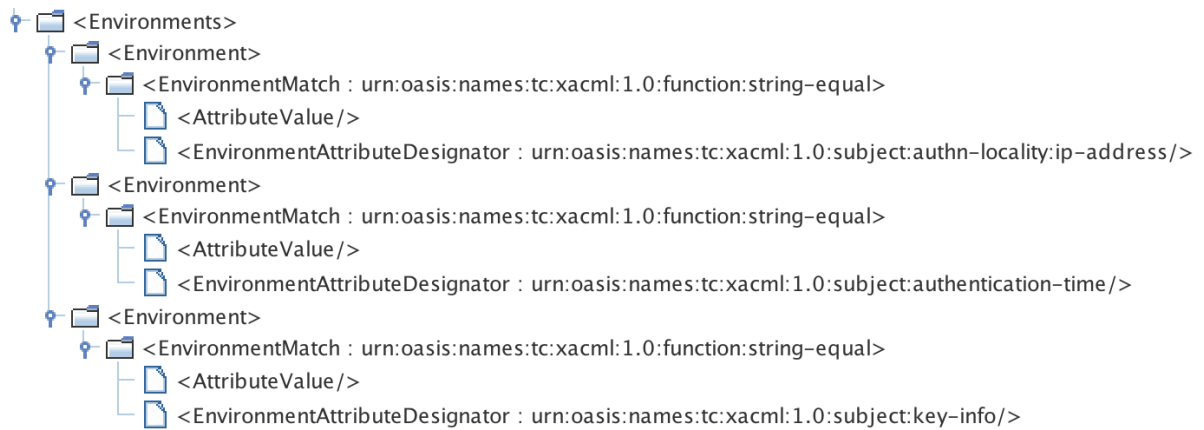 <Environments>
<Environment>
<EnvironmentMatch : urn:oasis:names:tc:xacml:1.0:function:string-equal>
<AttributeValue/>
<EnvironmentAttributeDesignator : urn:oasis:names:tc:xacml:1.0:subject:authn-locality:ip-address/>
<Environment>
<EnvironmentMatch : urn:oasis:names:tc:xacml:1.0:function:string-equal>
<AttributeValue/>
<EnvironmentAttributeDesignator : urn:oasis:names:tc:xacml:1.0:subject:authentication-time/>
<Environment>
<EnvironmentMatch : urn:oasis:names:tc:xacml:1.0:function:string-equal>
<AttributeValue/>
<EnvironmentAttributeDesignator : urn:oasis:names:tc:xacml:1.0:subject:key-info/>